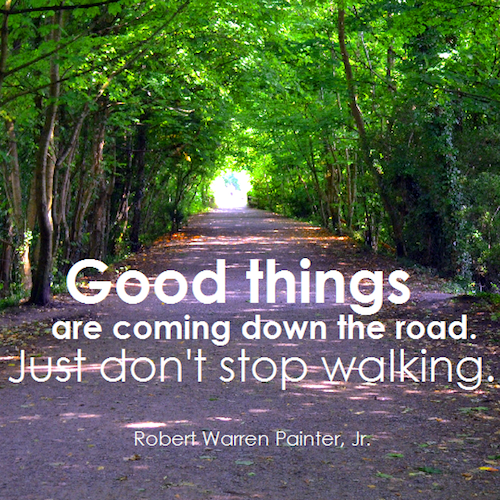 Good things
are coming down the road.
Just don't stop walking.
Robert Warren Painter, Jr.